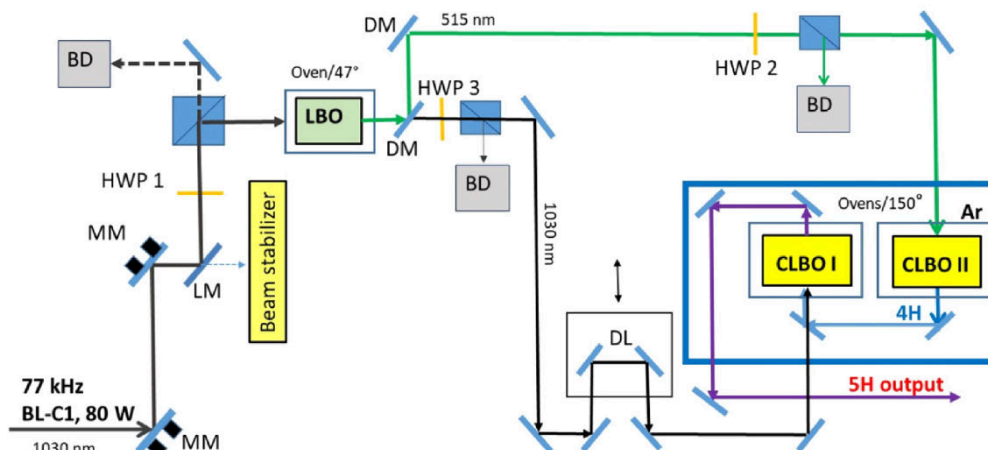 DM
515 nm
BD
Oven/47°
HWP 3
HWP 2
LBO
DM
BD
BD
HWP 1
Ovens/150°
Ar
MM
Beam stabilizer
1030 nm
CLBO I
CLBO II
LM
4H
DL
77 kHz
BL-C1, 80 W
5H output
1030 nm
MM